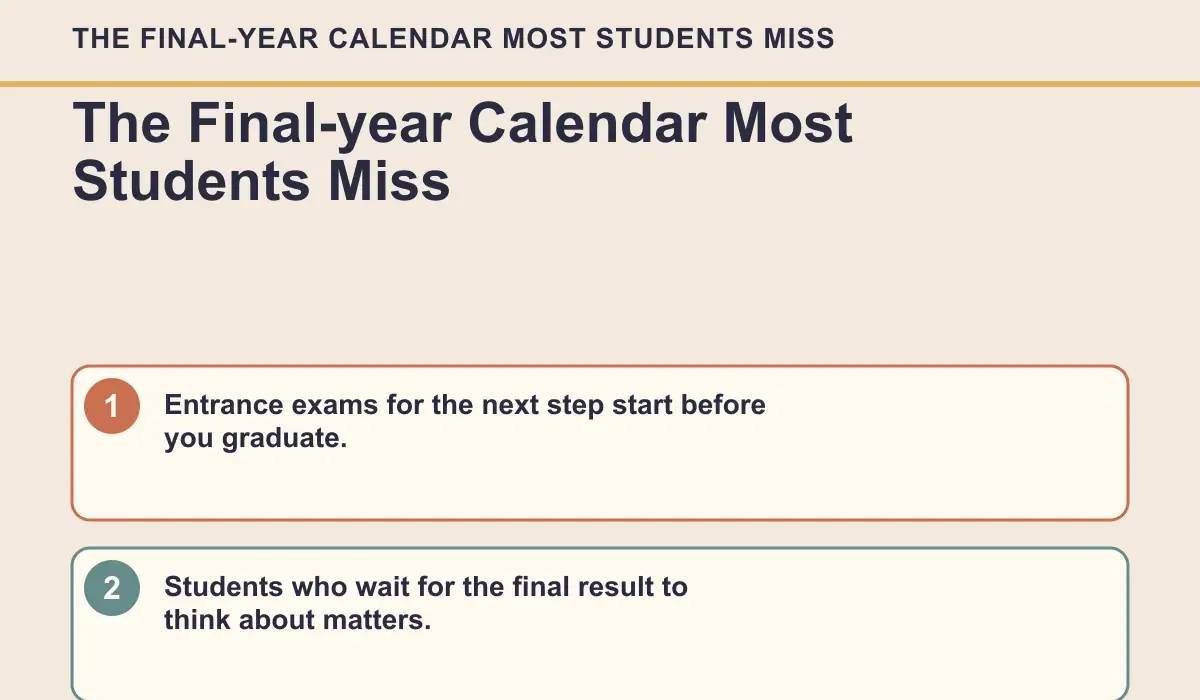 THE FINAL-YEAR CALENDAR MOST STUDENTS MISS
The Final-year Calendar Most
Students Miss
1
Entrance exams for the next step start before
you graduate.
2
Students who wait for the final result to
think about matters.